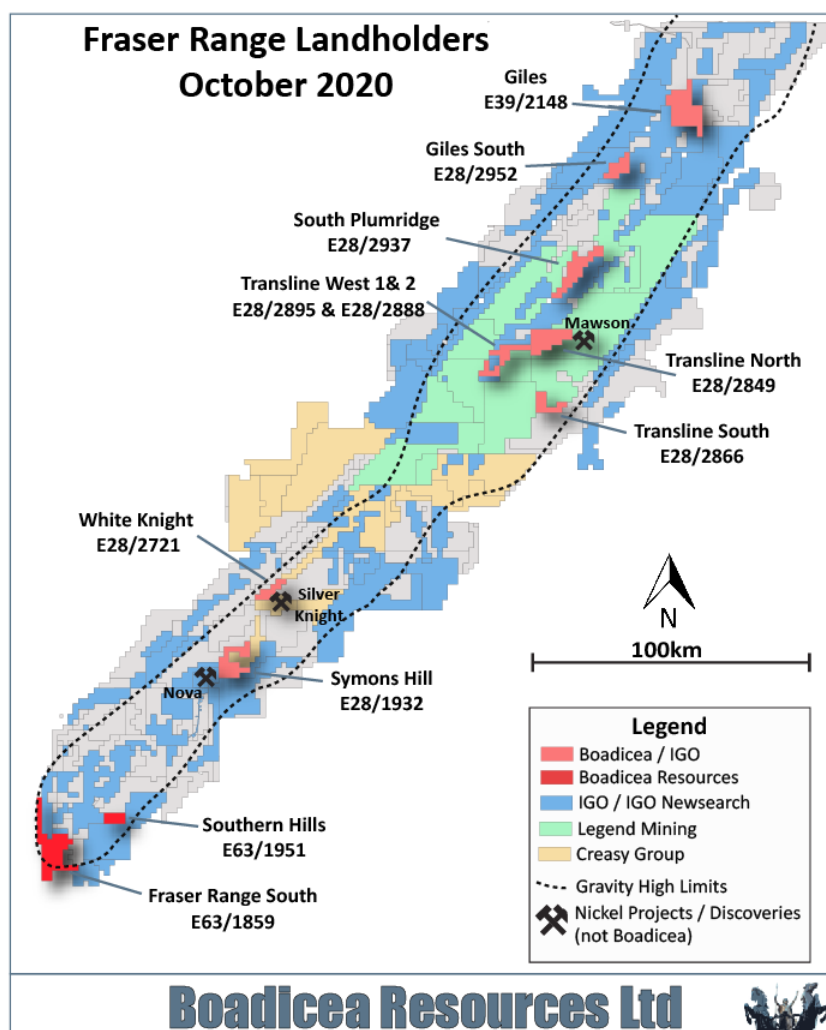 Fraser Range Landholders
October 2020
Giles
E39/2148
Giles South
E28/2952
South Plumridge
E28/2937
Transline West 1& 2
E28/2895 & E28/2888
Mawson
Transline North
E28/2849
Transline South
E28/2866
White Knight
E28/2721
Silver
Knight
N
100km
Symons Hill
E28/1932
Nova
Southern Hills
E63/1951
Fraser Range South
E63/1859
Legend
Boadicea / IGO
Boadicea Resources
IGO / IGO Newsearch
Legend Mining
Creasy Group
Gravity High Limits
Nickel Projects / Discoveries
(not Boadicea)
Boadicea Resources Ltd